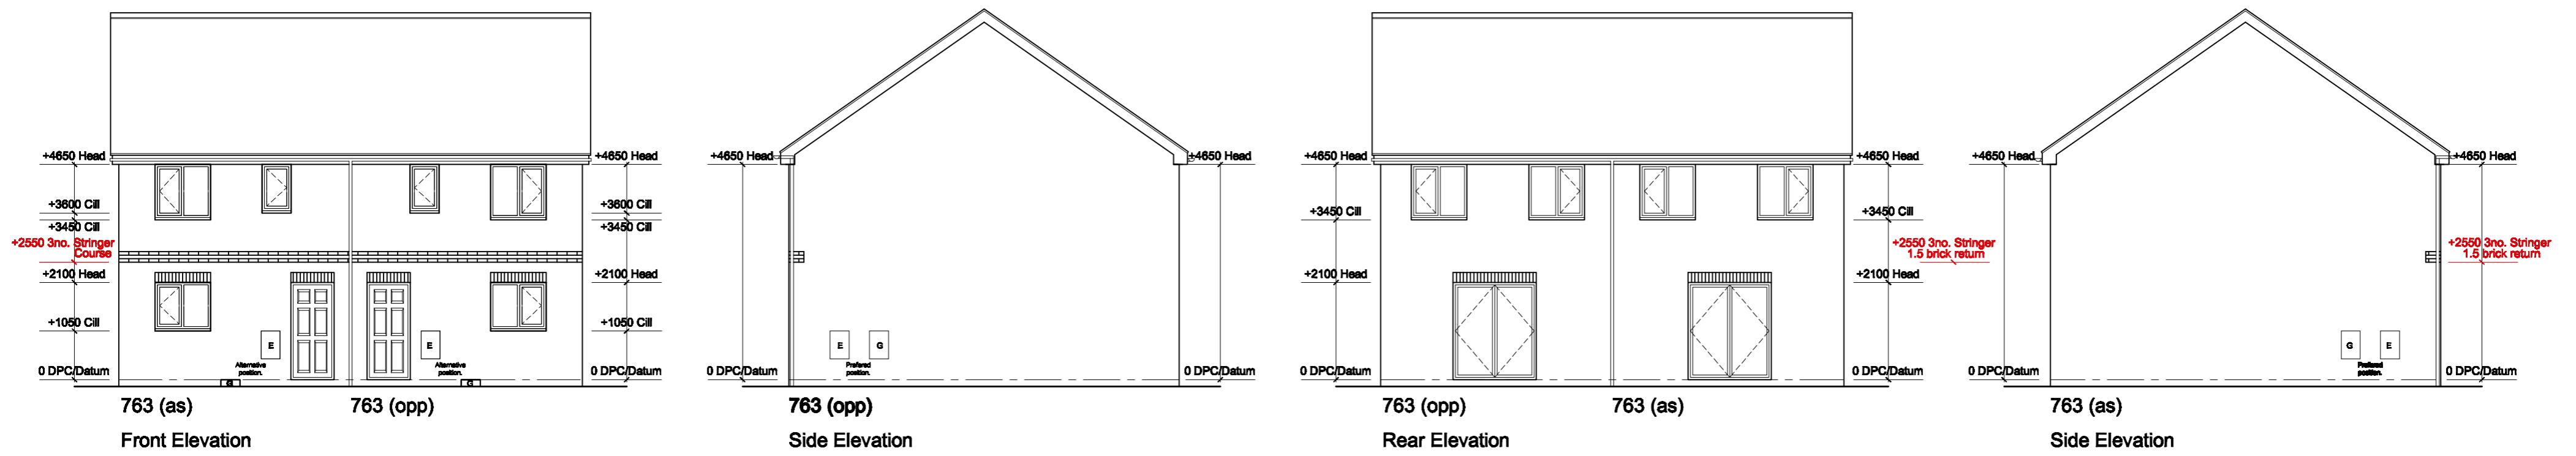 +4650 Head
+3600 Cill
+3450 Cill
+2550 3no. Stringer
Course
+2100 Head
+1050 Cill
0 DPC/Datum
E
Alternative
position.
G
E
Alternative
position.
G
+4650 Head
+3600 Cill
+3450 Cill
+2100 Head
+1050 Cill
0 DPC/Datum
763 (as)
763 (opp)
Front Elevation
+4650 Head
0 DPC/Datum
E
G
Prefered
position.
+4650 Head
0 DPC/Datum
763 (opp)
Side Elevation
+4650 Head
+3450 Cill
+2100 Head
0 DPC/Datum
+4650 Head
+3450 Cill
+2100 Head
0 DPC/Datum
763 (opp)
763 (as)
Rear Elevation
+4650 Head
+2550 3no. Stringer
1.5 brick return
0 DPC/Datum
G
E
Prefered
position.
+4650 Head
+2550 3no. Stringer
1.5 brick return
0 DPC/Datum
763 (as)
Side Elevation